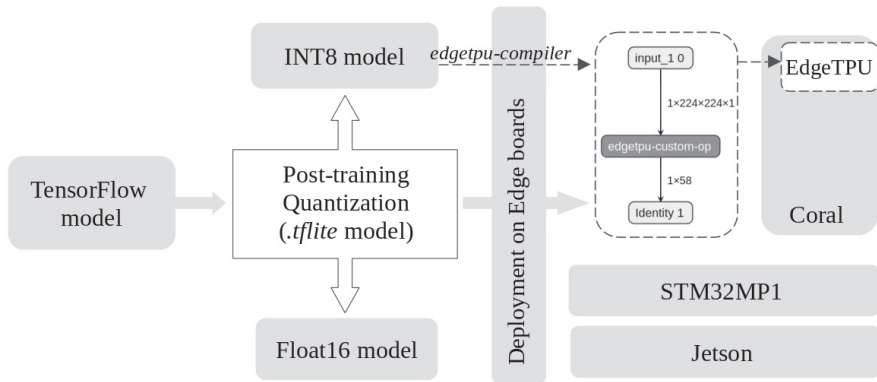 TensorFlow
model
INT8 model
Post-training
Quantization
(.tflite model)
Float16 model
edgetpu-compiler
Deployment on Edge boards
input_1 0
1×224×224×1
edgetpu-custom-op
1×58
Identity 1
EdgeTPU
Coral
STM32MP1
Jetson